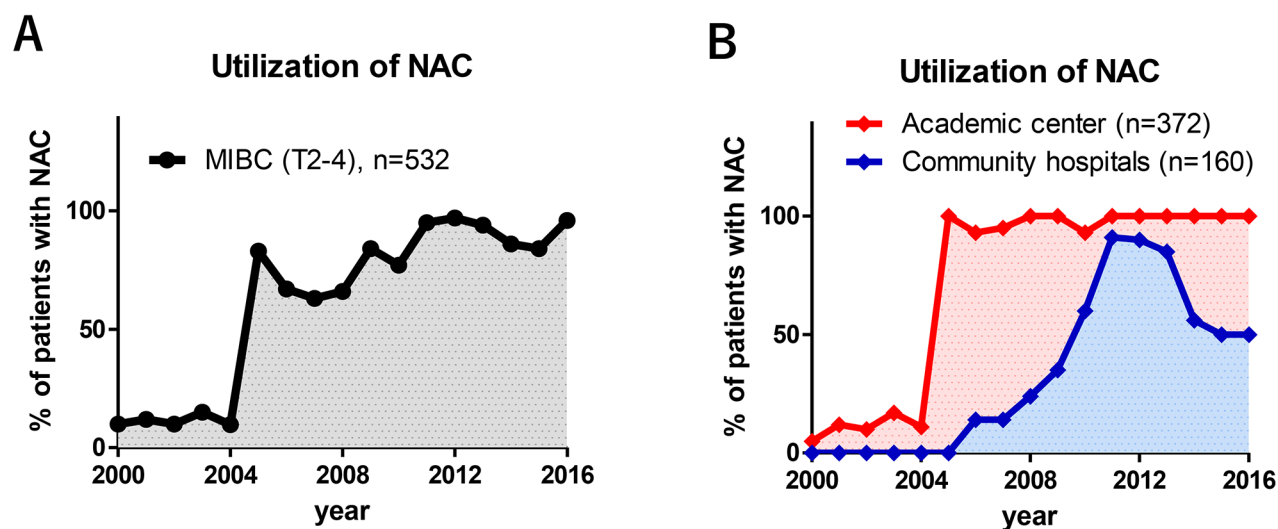 A
Utilization of NAC
% of patients with NAC
MIBC (T2-4), n=532
100
50
0
2000 2004 2008 2012 2016
year
B
Utilization of NAC
% of patients with NAC
Academic center (n=372)
Community hospitals (n=160)
100
50
0
2000 2004 2008 2012 2016
year